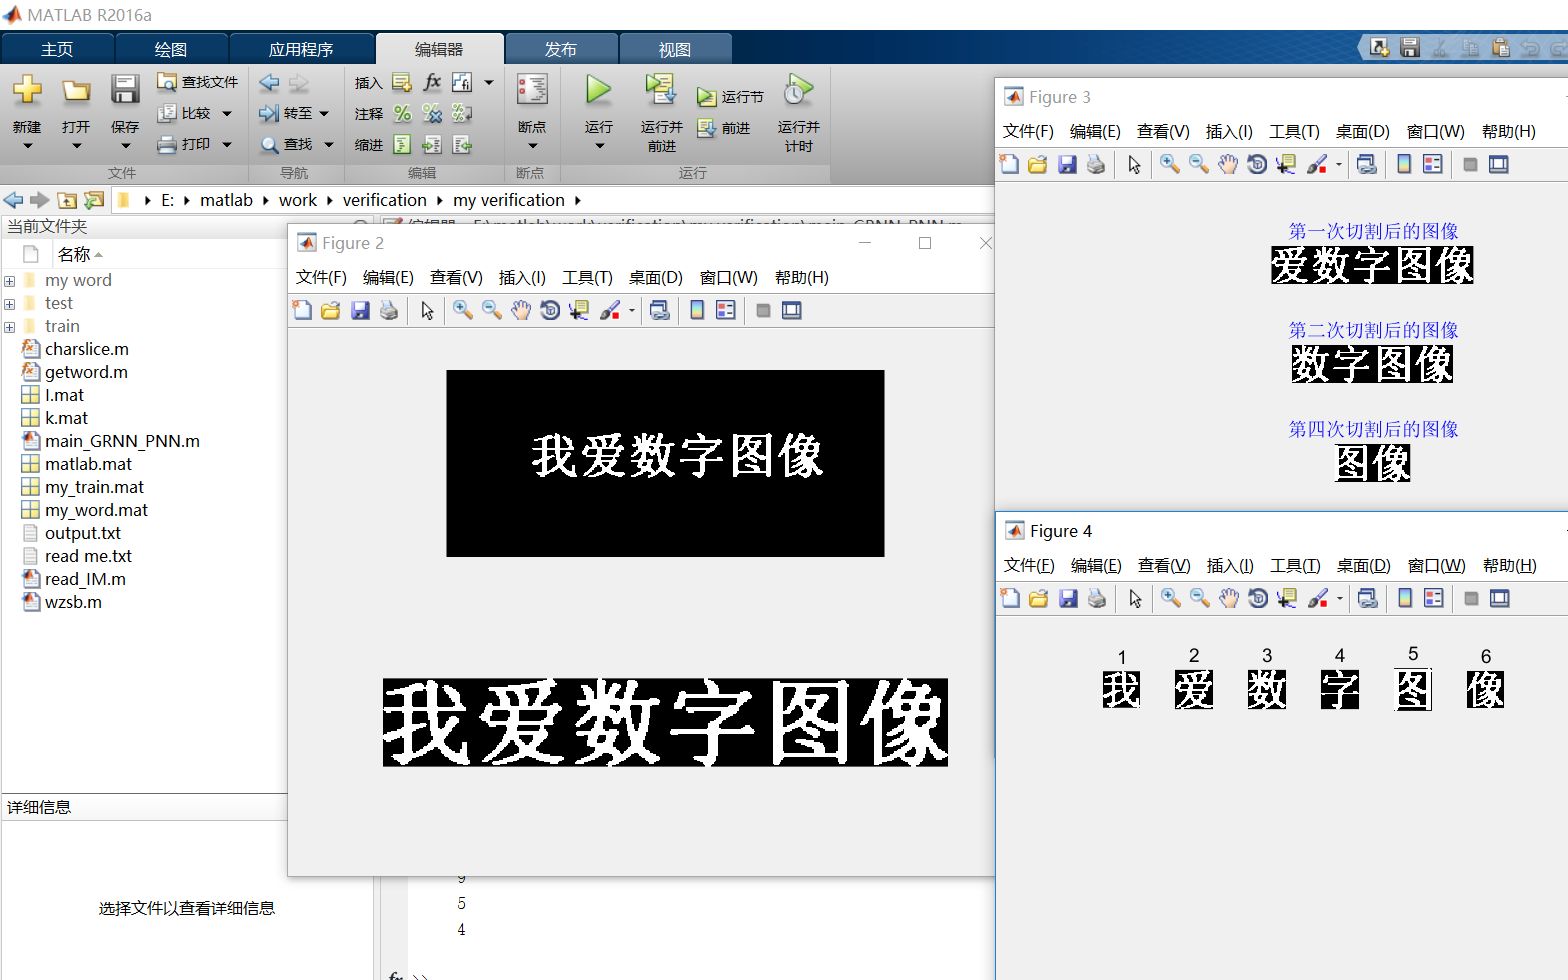 MATLAB R2016a
主页 绘图 应用程序 编辑器 发布 视图
新建 打开 保存 查找文件 比较 打印
文件
转至 查找
导航
插入 fx fi
注释
缩进
编辑
断点
断点
运行 运行并前进 运行节 前进 运行并计时
运行
E: matlab work verification my verification
当前文件夹
名称
my word
test
train
charslice.m
getword.m
I.mat
k.mat
main_GRNN_PNN.m
matlab.mat
my_train.mat
my_word.mat
output.txt
read me.txt
read_IM.m
wzsb.m
详细信息
选择文件以查看详细信息
Figure 2
文件(F) 编辑(E) 查看(V) 插入(I) 工具(T) 桌面(D) 窗口(W) 帮助(H)
我爱数字图像
我爱数字图像
9
5
4
fx >>
Figure 3
文件(F) 编辑(E) 查看(V) 插入(I) 工具(T) 桌面(D) 窗口(W) 帮助(H)
第一次切割后的图像
爱数字图像
第二次切割后的图像
数字图像
第四次切割后的图像
图像
Figure 4
文件(F) 编辑(E) 查看(V) 插入(I) 工具(T) 桌面(D) 窗口(W) 帮助(H)
1 2 3 4 5 6
我 爱 数 字 图 像